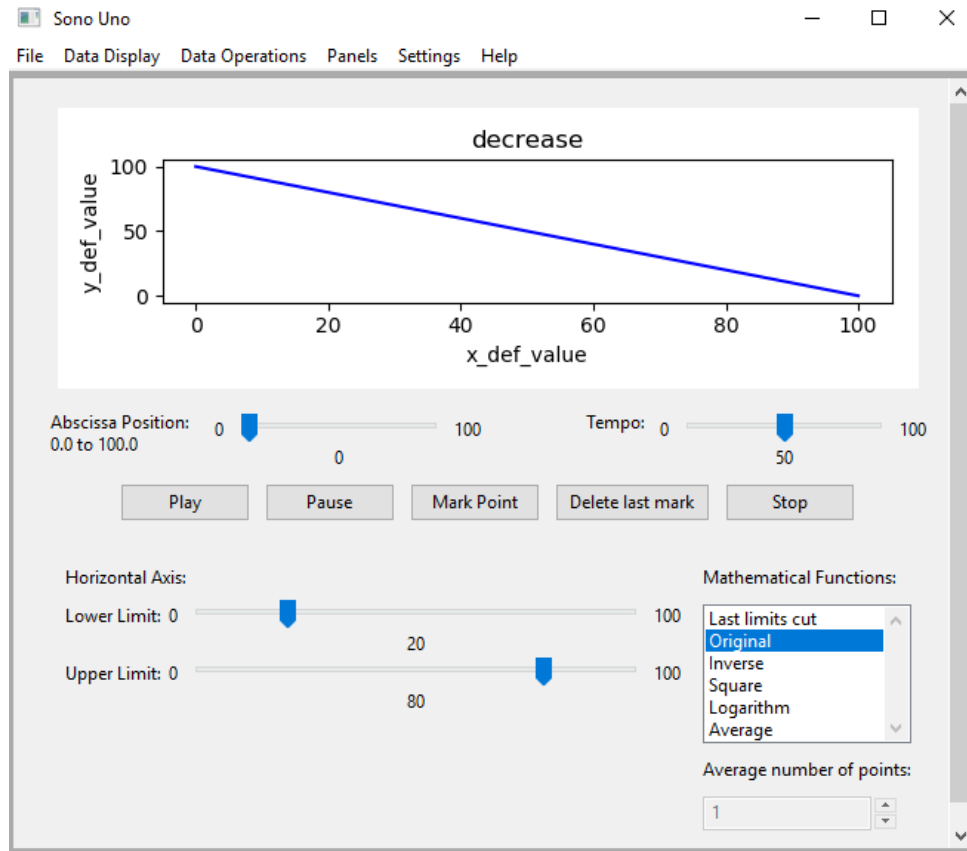 Sono Uno
File Data Display Data Operations Panels Settings Help
decrease
100
50
0
y_def_value
0 20 40 60 80 100
x_def_value
Abscissa Position: 0 100 Tempo: 0 100
0.0 to 100.0
0 50
Play Pause Mark Point Delete last mark Stop
Horizontal Axis: Mathematical Functions:
Lower Limit: 0 100 Last limits cut
20 Original
Inverse
Upper Limit: 0 100 Square
80 Logarithm
Average
Average number of points:
1